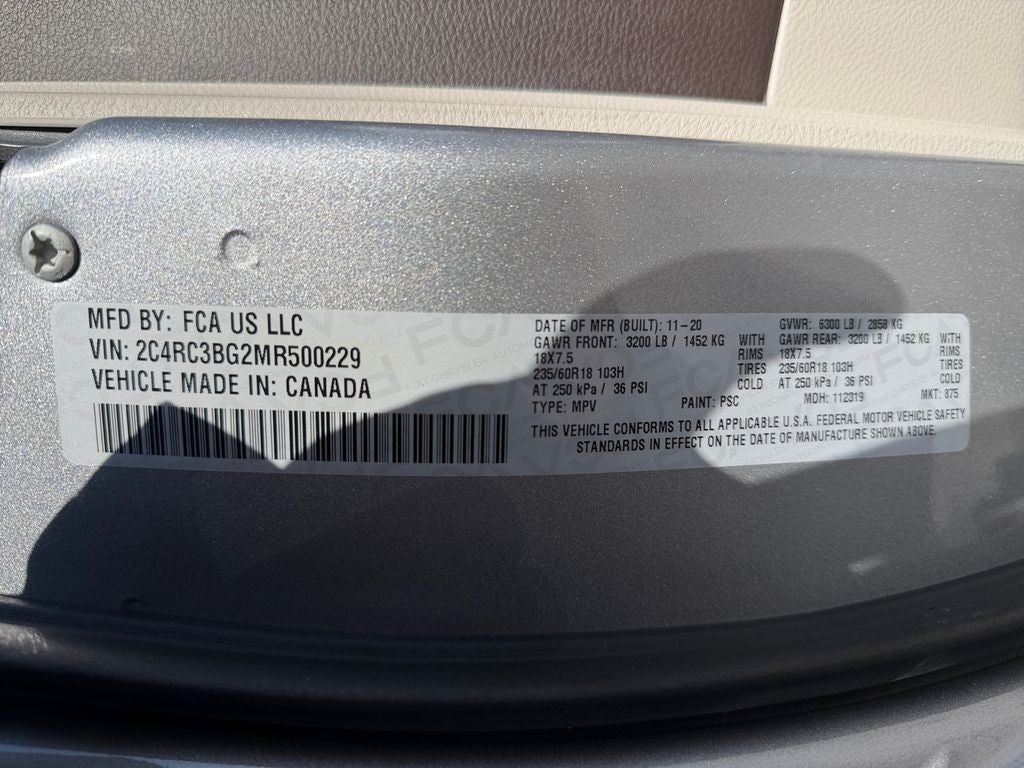 MFD BY: FCA US LLC
VIN: 2C4RC3BG2MR500229
VEHICLE MADE IN: CANADA
DATE OF MFR (BUILT): 11-20 GVWR: 6300 LB / 2858 KG
GAWR FRONT: 3200 LB / 1452 KG WITH GAWR REAR: 3200 LB / 1452 KG WITH
18X7.5 RIMS 18X7.5 RIMS
235/60R18 103H TIRES 235/60R18 103H TIRES
AT 250 kPa / 36 PSI COLD AT 250 kPa / 36 PSI COLD
TYPE: MPV PAINT: PSC MDH: 112319 MKT: 875
THIS VEHICLE CONFORMS TO ALL APPLICABLE U.S.A. FEDERAL MOTOR VEHICLE SAFETY
STANDARDS IN EFFECT ON THE DATE OF MANUFACTURE SHOWN ABOVE.